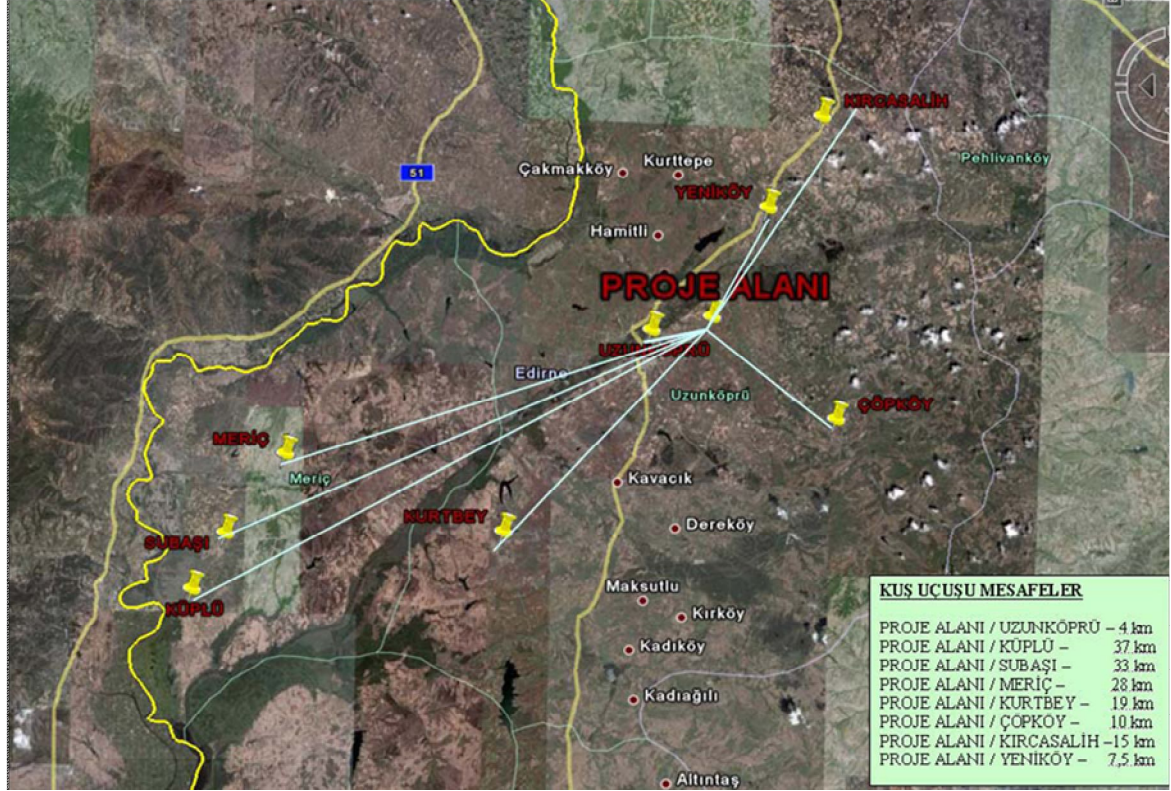 KIRCASALİH
Pehlivanköy
Kurttepe
Çakmakköy
51
YENİKÖY
Hamitli
PROJE ALANI
Edirne
Uzunköprü
ÇÖPKÖY
MERİÇ
Meriç
Kavacık
KURTBEY
Dereköy
SUBAŞI
Maksutlu
KÜPLÜ
Kırköy
Kadıköy
Kadıağılı
Altıntaş
KUŞ UÇUŞU MESAFELER
PROJE ALANI / UZUNKÖPRÜ – 4 km
PROJE ALANI / KÜPLÜ – 37 km
PROJE ALANI / SUBAŞI – 33 km
PROJE ALANI / MERİÇ – 28 km
PROJE ALANI / KURTBEY – 19 km
PROJE ALANI / ÇOPKÖY – 10 km
PROJE ALANI / KIRCASALİH –15 km
PROJE ALANI / YENİKÖY – 7,5 km